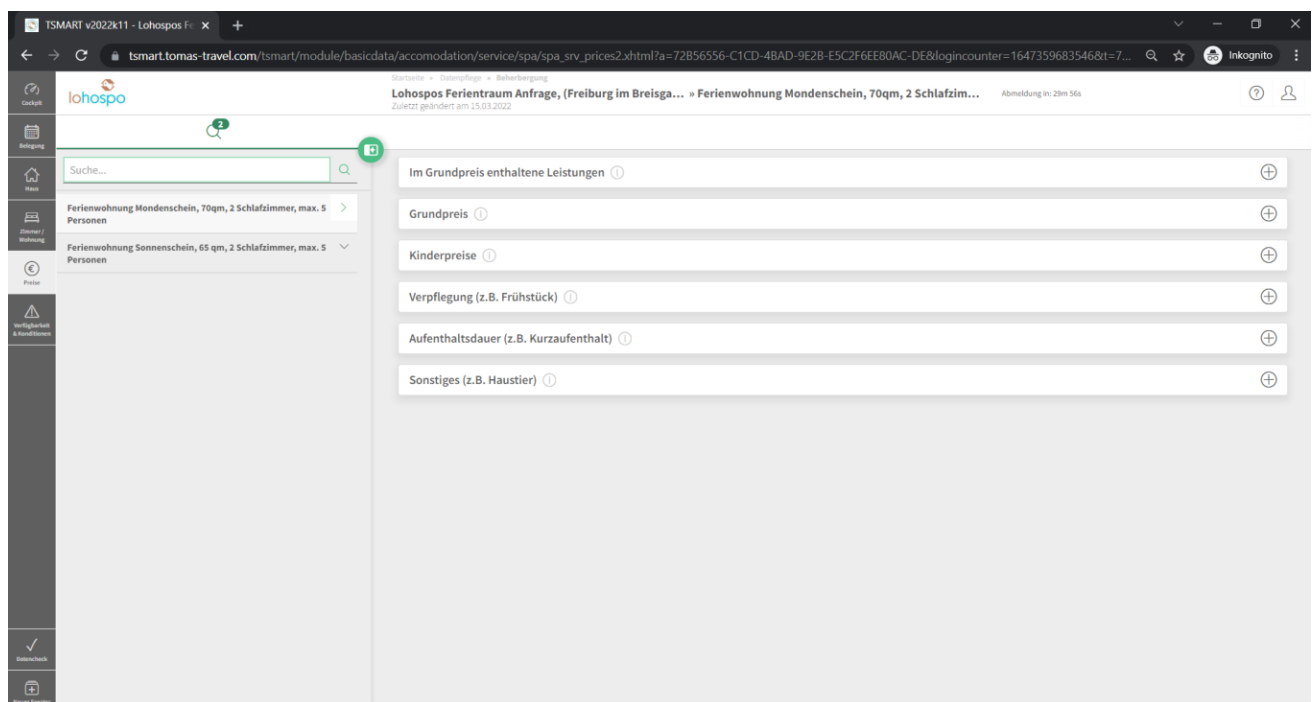 TSMART v2022k11 - Lohospos Fe
tsmart.tomas-travel.com/tsmart/module/basicdata/accomodation/service/spa/spa_srv_prices2.xhtml?a=72B56556-C1CD-4BAD-9E2B-E5C2F6EE80AC-DE&logincounter=1647359683546&t=7...
Inkognito
Cockpit
lohospo
Startseite » Datenpflege » Beherbergung
Lohospos Ferientraum Anfrage, (Freiburg im Breisga... » Ferienwohnung Mondenschein, 70qm, 2 Schlafzim...
Abmeldung in: 29m 56s
Zuletzt geändert am 15.03.2022
2
Belegung
Haus
Zimmer / Wohnung
Preise
Verfügbarkeit & Konditionen
Datencheck
Suche...
Ferienwohnung Mondenschein, 70qm, 2 Schlafzimmer, max. 5
Personen
Ferienwohnung Sonnenschein, 65 qm, 2 Schlafzimmer, max. 5
Personen
Im Grundpreis enthaltene Leistungen
Grundpreis
Kinderpreise
Verpflegung (z.B. Frühstück)
Aufenthaltsdauer (z.B. Kurzaufenthalt)
Sonstiges (z.B. Haustier)